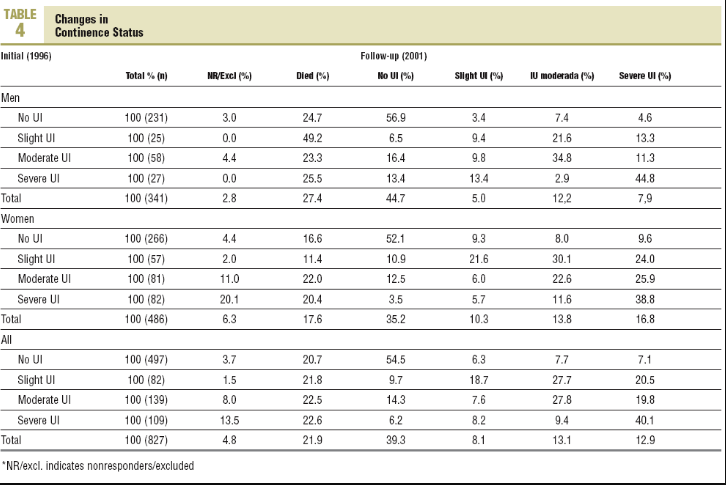 TABLE
4
Changes in
Continence Status
Initial (1996) Follow-up (2001)
Total % (n) NR/Excl (%) Died (%) No UI (%) Slight UI (%) IU moderada (%) Severe UI (%)
Men
No UI 100 (231) 3.0 24.7 56.9 3.4 7.4 4.6
Slight UI 100 (25) 0.0 49.2 6.5 9.4 21.6 13.3
Moderate UI 100 (58) 4.4 23.3 16.4 9.8 34.8 11.3
Severe UI 100 (27) 0.0 25.5 13.4 13.4 2.9 44.8
Total 100 (341) 2.8 27.4 44.7 5.0 12,2 7,9
Women
No UI 100 (266) 4.4 16.6 52.1 9.3 8.0 9.6
Slight UI 100 (57) 2.0 11.4 10.9 21.6 30.1 24.0
Moderate UI 100 (81) 11.0 22.0 12.5 6.0 22.6 25.9
Severe UI 100 (82) 20.1 20.4 3.5 5.7 11.6 38.8
Total 100 (486) 6.3 17.6 35.2 10.3 13.8 16.8
All
No UI 100 (497) 3.7 20.7 54.5 6.3 7.7 7.1
Slight UI 100 (82) 1.5 21.8 9.7 18.7 27.7 20.5
Moderate UI 100 (139) 8.0 22.5 14.3 7.6 27.8 19.8
Severe UI 100 (109) 13.5 22.6 6.2 8.2 9.4 40.1
Total 100 (827) 4.8 21.9 39.3 8.1 13.1 12.9
*NR/excl. indicates nonresponders/excluded